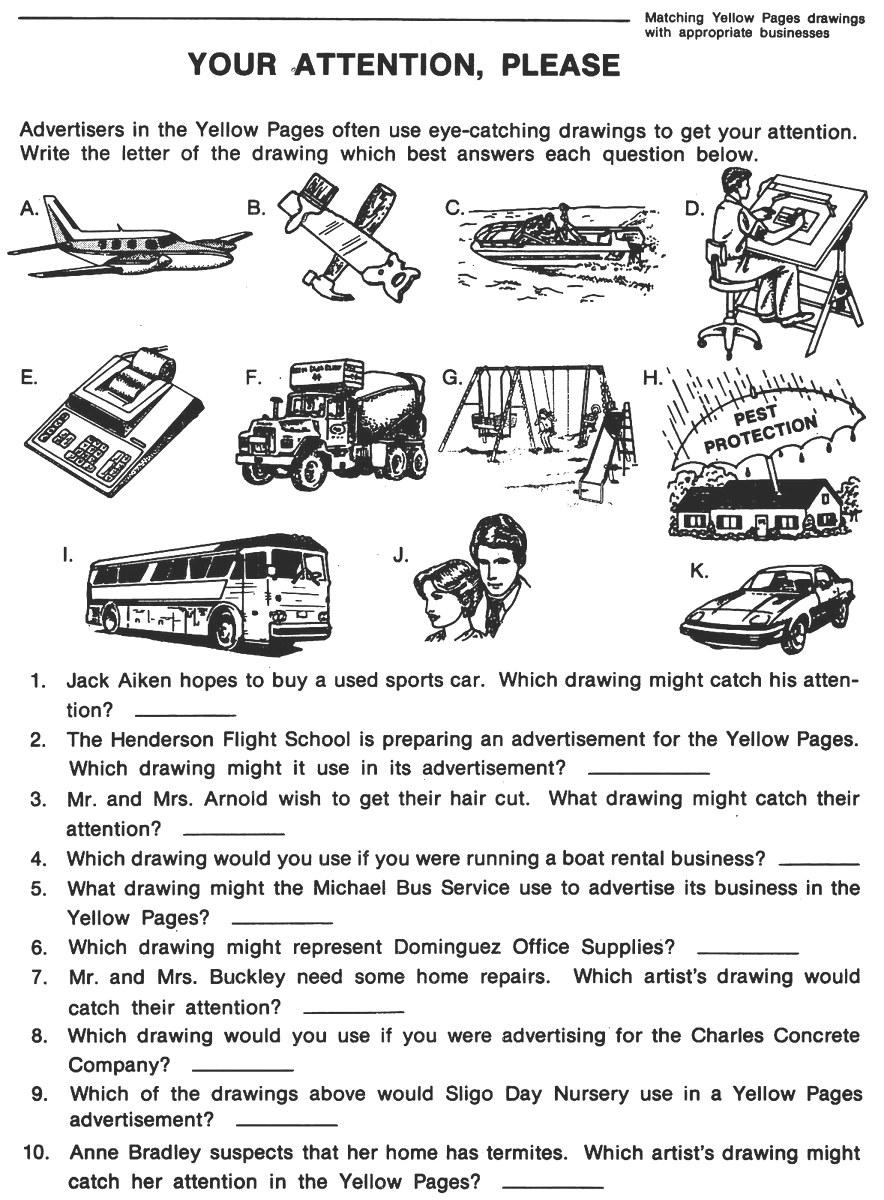 Matching Yellow Pages drawings
with appropriate businesses
YOUR ATTENTION, PLEASE
Advertisers in the Yellow Pages often use eye-catching drawings to get your attention.
Write the letter of the drawing which best answers each question below.
A.
B.
C.
D.
E.
F.
G.
H.
PEST
PROTECTION
I.
J.
K.
1. Jack Aiken hopes to buy a used sports car. Which drawing might catch his atten-
tion?
2. The Henderson Flight School is preparing an advertisement for the Yellow Pages.
Which drawing might it use in its advertisement?
3. Mr. and Mrs. Arnold wish to get their hair cut. What drawing might catch their
attention?
4. Which drawing would you use if you were running a boat rental business?
5. What drawing might the Michael Bus Service use to advertise its business in the
Yellow Pages?
6. Which drawing might represent Dominguez Office Supplies?
7. Mr. and Mrs. Buckley need some home repairs. Which artist's drawing would
catch their attention?
8. Which drawing would you use if you were advertising for the Charles Concrete
Company?
9. Which of the drawings above would Sligo Day Nursery use in a Yellow Pages
advertisement?
10. Anne Bradley suspects that her home has termites. Which artist's drawing might
catch her attention in the Yellow Pages?